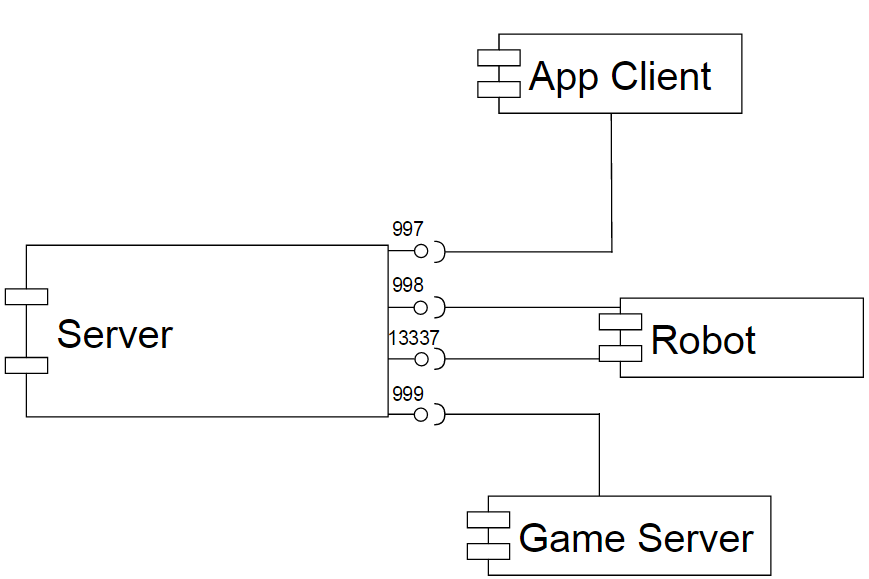 App Client
997
998
Server
13337
Robot
999
Game Server